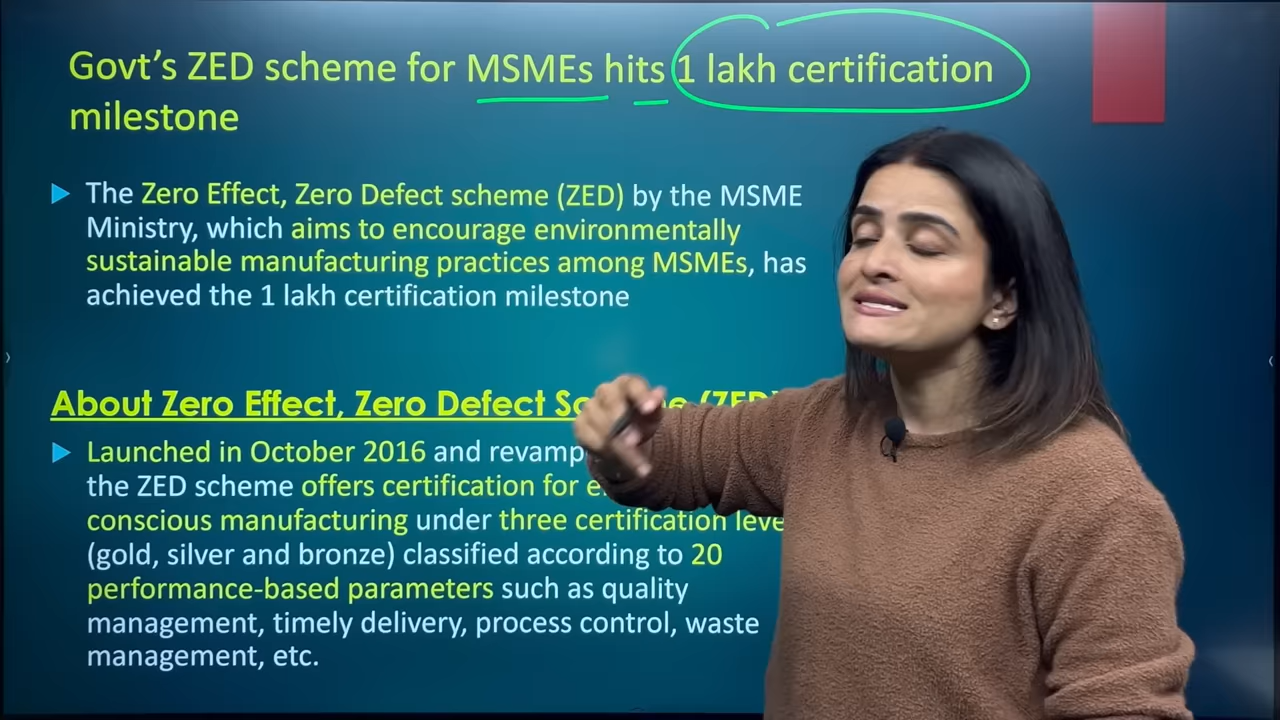 Govt’s ZED scheme for MSMEs hits 1 lakh certification
milestone
The Zero Effect, Zero Defect scheme (ZED) by the MSME
Ministry, which aims to encourage environmentally
sustainable manufacturing practices among MSMEs, has
achieved the 1 lakh certification milestone
About Zero Effect, Zero Defect (ZED)
Launched in October 2016 and
the ZED scheme offers certification for
conscious manufacturing under three certification
(gold, silver and bronze) classified according to 20
performance-based parameters such as quality
management, timely delivery, process control, waste
management, etc.